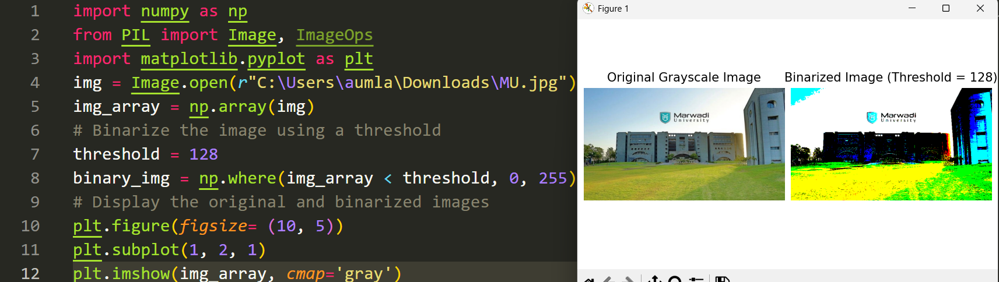 1 import numpy as np
2 from PIL import Image, ImageOps
3 import matplotlib.pyplot as plt
4 img = Image.open(r"C:\Users\aumla\Downloads\MU.jpg")
5 img_array = np.array(img)
6 # Binarize the image using a threshold
7 threshold = 128
8 binary_img = np.where(img_array < threshold, 0, 255)
9 # Display the original and binarized images
10 plt.figure(figsize= (10, 5))
11 plt.subplot(1, 2, 1)
12 plt.imshow(img_array, cmap='gray')
Figure 1
Original Grayscale Image
Binarized Image (Threshold = 128)
Marwadi
University
Marwadi
University